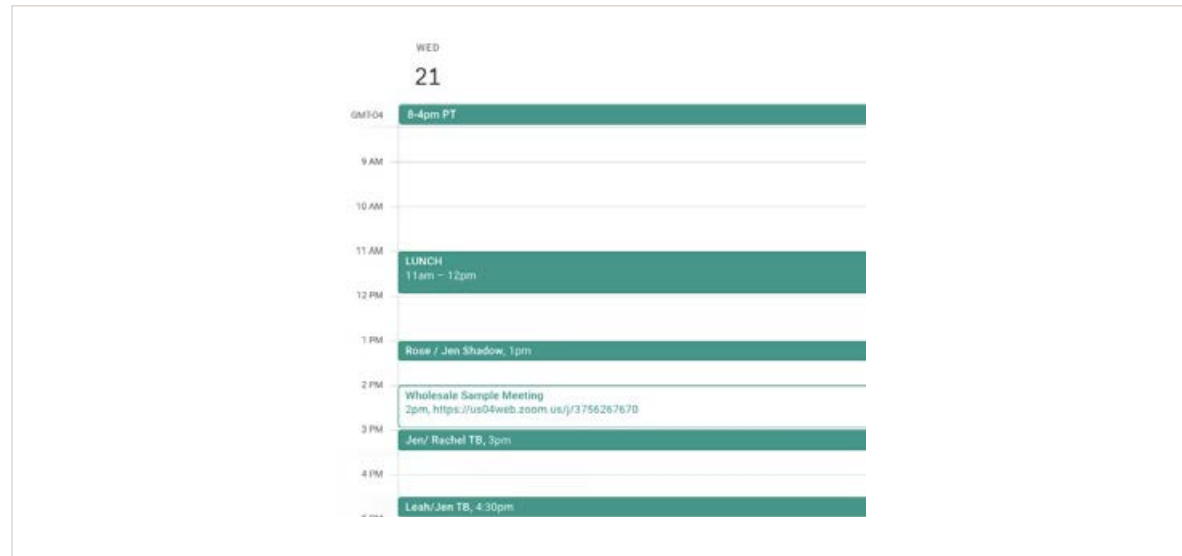 WED
21
GMT-04
8-4pm PT
9 AM
10 AM
11 AM
LUNCH
11am – 12pm
12 PM
1 PM
Rose / Jen Shadow, 1pm
2 PM
Wholesale Sample Meeting
2pm, https://us04web.zoom.us/j/3756267670
3 PM
Jen/ Rachel TB, 3pm
4 PM
Leah/Jen TB, 4:30pm